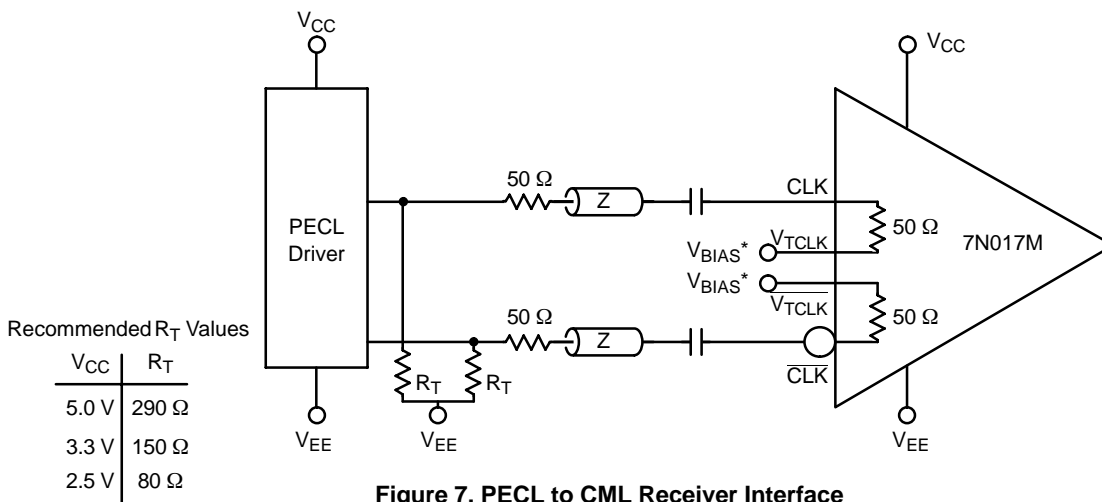 VCC
VCC
PECL
Driver
50 Ω
Z
CLK
50 Ω
7N017M
VBIAS*
VTCLK
VBIAS*
VTCLK
50 Ω
50 Ω
Z
CLK
RT
RT
VEE
VEE
VEE
Recommended RT Values
VCC RT
5.0 V 290 Ω
3.3 V 150 Ω
2.5 V 80 Ω
Figure 7. PECL to CML Receiver Interface